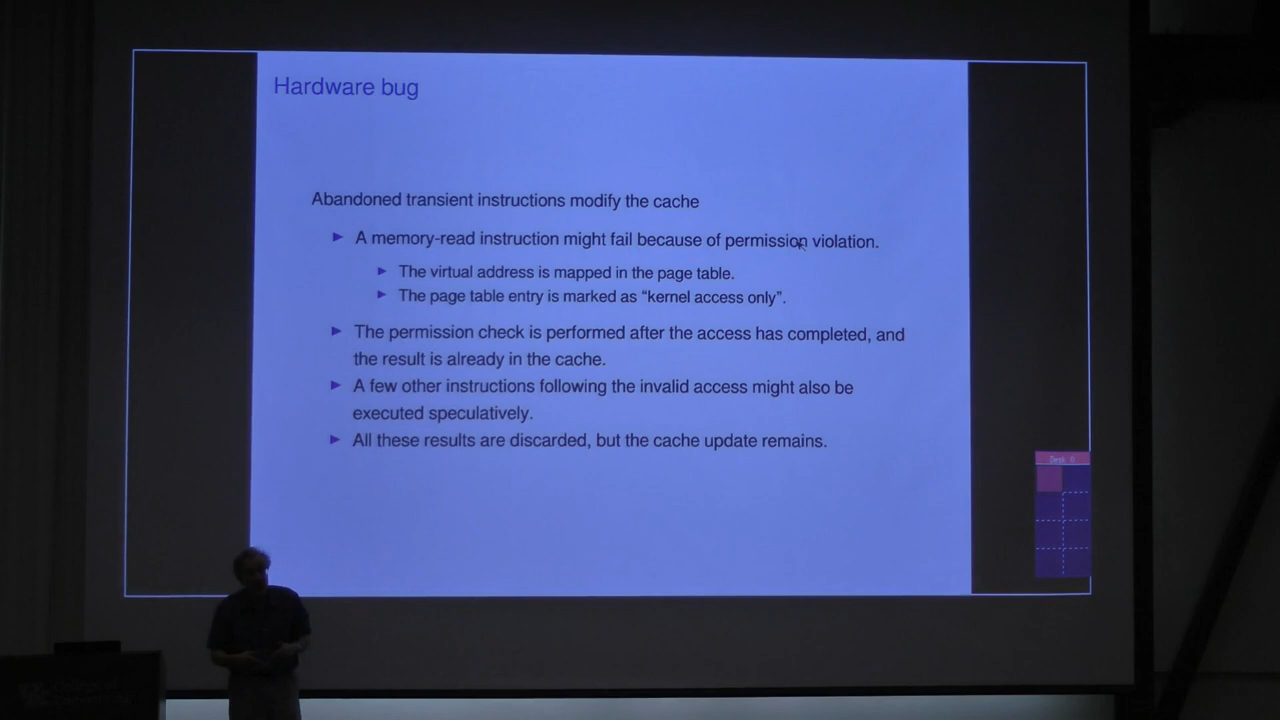 Hardware bug
Abandoned transient instructions modify the cache
A memory-read instruction might fail because of permission violation.
The virtual address is mapped in the page table.
The page table entry is marked as “kernel access only”.
The permission check is performed after the access has completed, and
the result is already in the cache.
A few other instructions following the invalid access might also be
executed speculatively.
All these results are discarded, but the cache update remains.
Desk 0